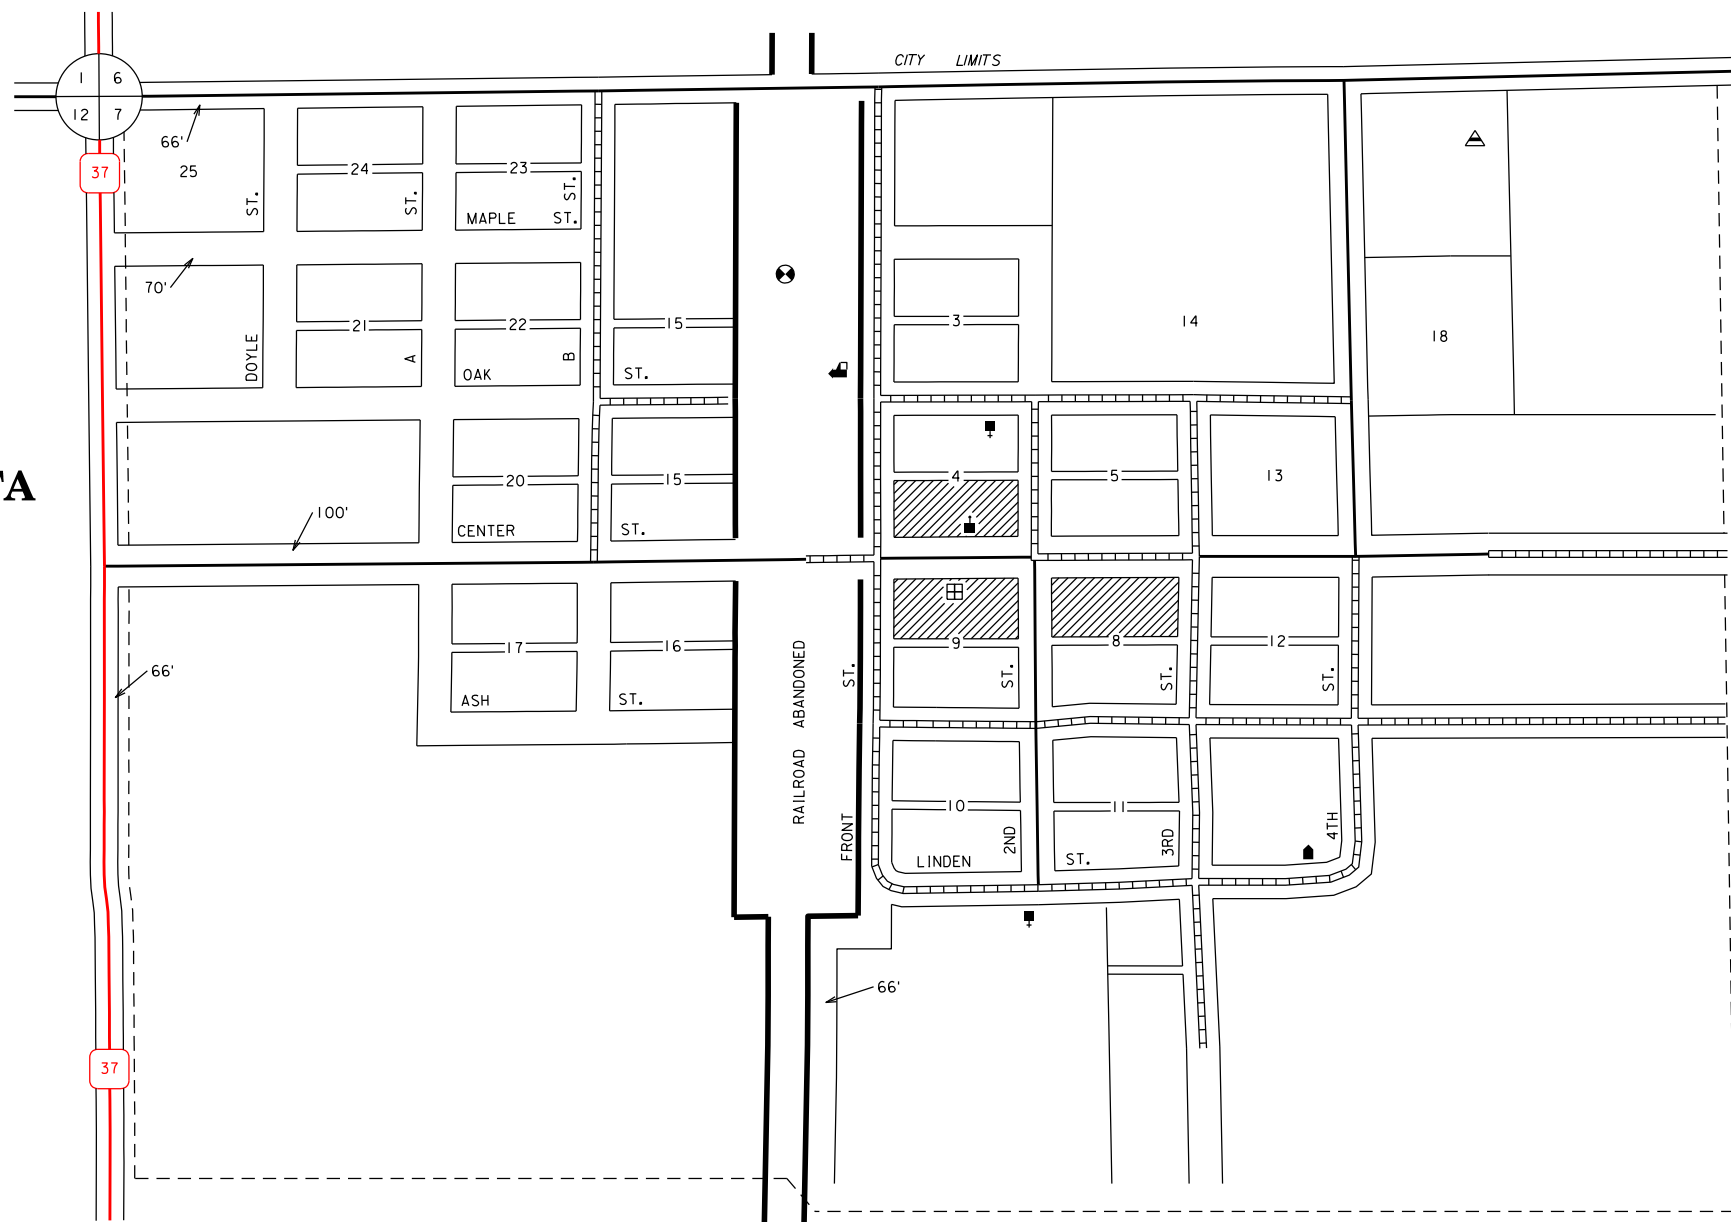 CITY LIMITS
1 6
12 7
66'
37
25
24
23
ST.
ST.
ST.
MAPLE ST.
70'
21
22
15
3
14
18
DOYLE
A
B
OAK
ST.
TA
20
15
4
5
13
100'
CENTER
ST.
17
16
9
8
12
66'
ASH
ST.
RAILROAD ABANDONED
FRONT ST.
2ND ST.
3RD ST.
4TH ST.
10
11
LINDEN
ST.
66'
37